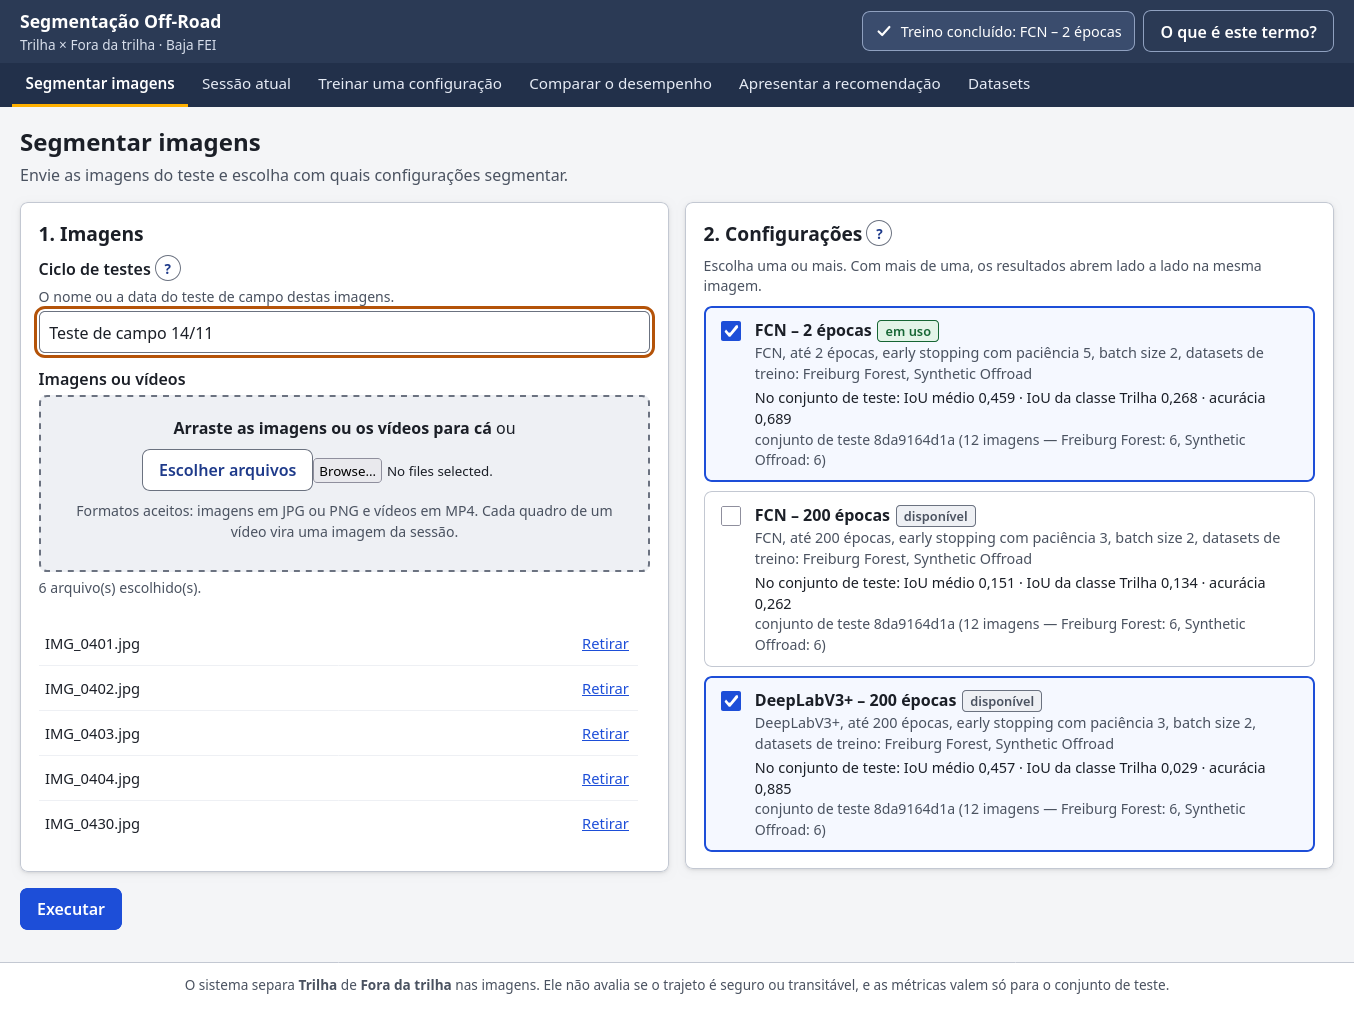 Segmentação Off-Road
Trilha × Fora da trilha · Baja FEI
Treino concluído: FCN – 2 épocas
O que é este termo?
Segmentar imagens
Sessão atual
Treinar uma configuração
Comparar o desempenho
Apresentar a recomendação
Datasets
Segmentar imagens
Envie as imagens do teste e escolha com quais configurações segmentar.
1. Imagens
Ciclo de testes ?
O nome ou a data do teste de campo destas imagens.
Teste de campo 14/11
Imagens ou vídeos
Arraste as imagens ou os vídeos para cá ou
Escolher arquivos Browse... No files selected.
Formatos aceitos: imagens em JPG ou PNG e vídeos em MP4. Cada quadro de um
vídeo vira uma imagem da sessão.
6 arquivo(s) escolhido(s).
IMG_0401.jpg Retirar
IMG_0402.jpg Retirar
IMG_0403.jpg Retirar
IMG_0404.jpg Retirar
IMG_0430.jpg Retirar
2. Configurações ?
Escolha uma ou mais. Com mais de uma, os resultados abrem lado a lado na mesma
imagem.
FCN – 2 épocas em uso
FCN, até 2 épocas, early stopping com paciência 5, batch size 2, datasets de
treino: Freiburg Forest, Synthetic Offroad
No conjunto de teste: IoU médio 0,459 · IoU da classe Trilha 0,268 · acurácia
0,689
conjunto de teste 8da9164d1a (12 imagens — Freiburg Forest: 6, Synthetic
Offroad: 6)
FCN – 200 épocas disponível
FCN, até 200 épocas, early stopping com paciência 3, batch size 2, datasets de
treino: Freiburg Forest, Synthetic Offroad
No conjunto de teste: IoU médio 0,151 · IoU da classe Trilha 0,134 · acurácia
0,262
conjunto de teste 8da9164d1a (12 imagens — Freiburg Forest: 6, Synthetic
Offroad: 6)
DeepLabV3+ – 200 épocas disponível
DeepLabV3+, até 200 épocas, early stopping com paciência 3, batch size 2,
datasets de treino: Freiburg Forest, Synthetic Offroad
No conjunto de teste: IoU médio 0,457 · IoU da classe Trilha 0,029 · acurácia
0,885
conjunto de teste 8da9164d1a (12 imagens — Freiburg Forest: 6, Synthetic
Offroad: 6)
Executar
O sistema separa Trilha de Fora da trilha nas imagens. Ele não avalia se o trajeto é seguro ou transitável, e as métricas valem só para o conjunto de teste.